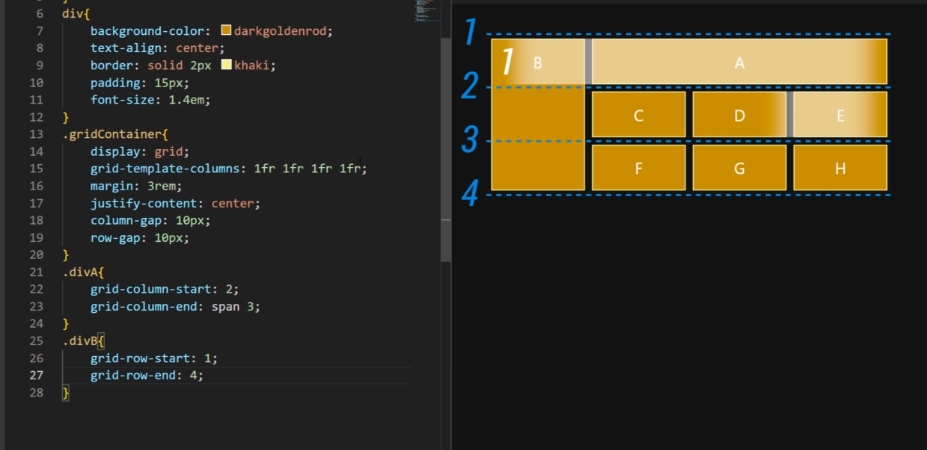 6 div{
7 background-color: darkgoldenrod;
8 text-align: center;
9 border: solid 2px khaki;
10 padding: 15px;
11 font-size: 1.4em;
12 }
13 .gridContainer{
14 display: grid;
15 grid-template-columns: 1fr 1fr 1fr 1fr;
16 margin: 3rem;
17 justify-content: center;
18 column-gap: 10px;
19 row-gap: 10px;
20 }
21 .divA{
22 grid-column-start: 2;
23 grid-column-end: span 3;
24 }
25 .divB{
26 grid-row-start: 1;
27 grid-row-end: 4;
28 }
1
1 B A
2
C D E
3
F G H
4